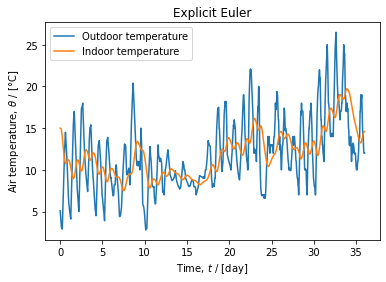 Explicit Euler
Outdoor temperature
Indoor temperature
Air temperature, θ / [°C]
25
20
15
10
5
0 5 10 15 20 25 30 35
Time, t / [day]